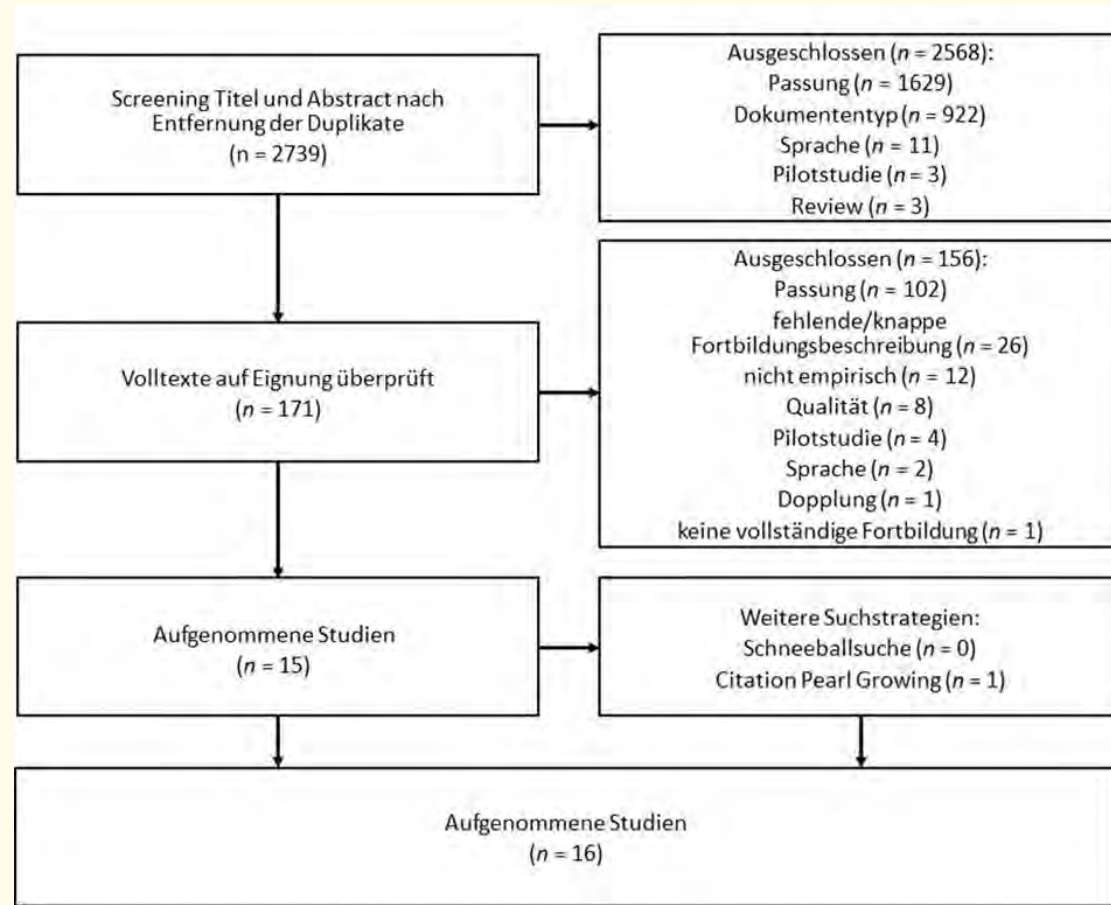 Screening Titel und Abstract nach
Entfernung der Duplikate
(n = 2739)
Ausgeschlossen (n = 2568):
Passung (n = 1629)
Dokumententyp (n = 922)
Sprache (n = 11)
Pilotstudie (n = 3)
Review (n = 3)
Volltexte auf Eignung überprüft
(n = 171)
Ausgeschlossen (n = 156):
Passung (n = 102)
fehlende/knappe
Fortbildungsbeschreibung (n = 26)
nicht empirisch (n = 12)
Qualität (n = 8)
Pilotstudie (n = 4)
Sprache (n = 2)
Dopplung (n = 1)
keine vollständige Fortbildung (n = 1)
Aufgenommene Studien
(n = 15)
Weitere Suchstrategien:
Schneeballsuche (n = 0)
Citation Pearl Growing (n = 1)
Aufgenommene Studien
(n = 16)